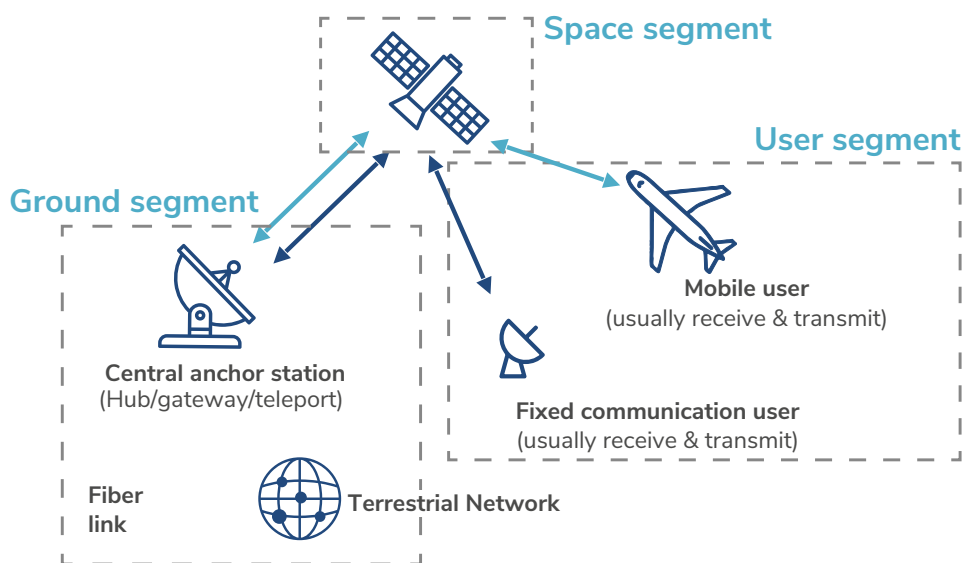 Space segment
User segment
Ground segment
Mobile user
(usually receive & transmit)
Central anchor station
(Hub/gateway/teleport)
Fixed communication user
(usually receive & transmit)
Fiber
link
Terrestrial Network